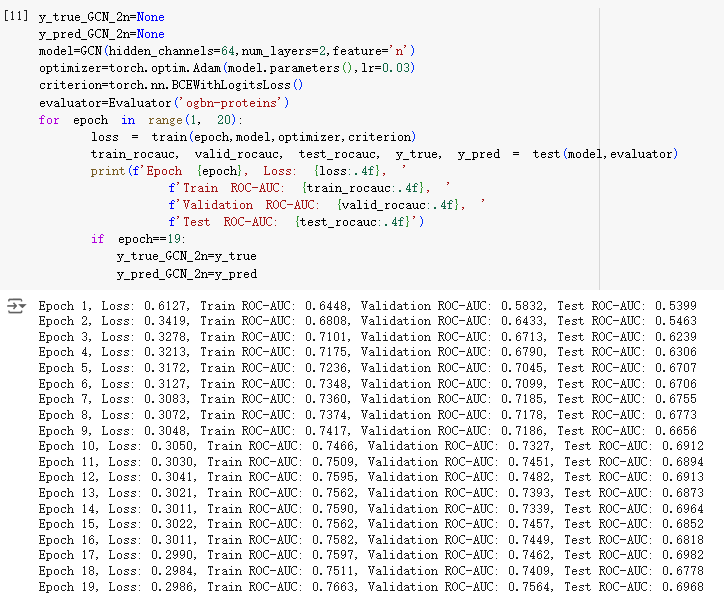 [11] y_true_GCN_2n=None
y_pred_GCN_2n=None
model=GCN(hidden_channels=64,num_layers=2,feature='n')
optimizer=torch.optim.Adam(model.parameters(),lr=0.03)
criterion=torch.nn.BCEWithLogitsLoss()
evaluator=Evaluator('ogbn-proteins')
for epoch in range(1, 20):
loss = train(epoch,model,optimizer,criterion)
train_rocauc, valid_rocauc, test_rocauc, y_true, y_pred = test(model,evaluator)
print(f'Epoch {epoch}, Loss: {loss:.4f}, '
f'Train ROC-AUC: {train_rocauc:.4f}, '
f'Validation ROC-AUC: {valid_rocauc:.4f}, '
f'Test ROC-AUC: {test_rocauc:.4f}')
if epoch==19:
y_true_GCN_2n=y_true
y_pred_GCN_2n=y_pred
Epoch 1, Loss: 0.6127, Train ROC-AUC: 0.6448, Validation ROC-AUC: 0.5832, Test ROC-AUC: 0.5399
Epoch 2, Loss: 0.3419, Train ROC-AUC: 0.6808, Validation ROC-AUC: 0.6433, Test ROC-AUC: 0.5463
Epoch 3, Loss: 0.3278, Train ROC-AUC: 0.7101, Validation ROC-AUC: 0.6713, Test ROC-AUC: 0.6239
Epoch 4, Loss: 0.3213, Train ROC-AUC: 0.7175, Validation ROC-AUC: 0.6790, Test ROC-AUC: 0.6306
Epoch 5, Loss: 0.3172, Train ROC-AUC: 0.7236, Validation ROC-AUC: 0.7045, Test ROC-AUC: 0.6707
Epoch 6, Loss: 0.3127, Train ROC-AUC: 0.7348, Validation ROC-AUC: 0.7099, Test ROC-AUC: 0.6706
Epoch 7, Loss: 0.3083, Train ROC-AUC: 0.7360, Validation ROC-AUC: 0.7185, Test ROC-AUC: 0.6755
Epoch 8, Loss: 0.3072, Train ROC-AUC: 0.7374, Validation ROC-AUC: 0.7178, Test ROC-AUC: 0.6773
Epoch 9, Loss: 0.3048, Train ROC-AUC: 0.7417, Validation ROC-AUC: 0.7186, Test ROC-AUC: 0.6656
Epoch 10, Loss: 0.3050, Train ROC-AUC: 0.7466, Validation ROC-AUC: 0.7327, Test ROC-AUC: 0.6912
Epoch 11, Loss: 0.3030, Train ROC-AUC: 0.7509, Validation ROC-AUC: 0.7451, Test ROC-AUC: 0.6894
Epoch 12, Loss: 0.3041, Train ROC-AUC: 0.7595, Validation ROC-AUC: 0.7482, Test ROC-AUC: 0.6913
Epoch 13, Loss: 0.3021, Train ROC-AUC: 0.7562, Validation ROC-AUC: 0.7393, Test ROC-AUC: 0.6873
Epoch 14, Loss: 0.3011, Train ROC-AUC: 0.7590, Validation ROC-AUC: 0.7339, Test ROC-AUC: 0.6964
Epoch 15, Loss: 0.3022, Train ROC-AUC: 0.7562, Validation ROC-AUC: 0.7457, Test ROC-AUC: 0.6852
Epoch 16, Loss: 0.3011, Train ROC-AUC: 0.7582, Validation ROC-AUC: 0.7449, Test ROC-AUC: 0.6818
Epoch 17, Loss: 0.2990, Train ROC-AUC: 0.7597, Validation ROC-AUC: 0.7462, Test ROC-AUC: 0.6982
Epoch 18, Loss: 0.2984, Train ROC-AUC: 0.7511, Validation ROC-AUC: 0.7409, Test ROC-AUC: 0.6778
Epoch 19, Loss: 0.2986, Train ROC-AUC: 0.7663, Validation ROC-AUC: 0.7564, Test ROC-AUC: 0.6968